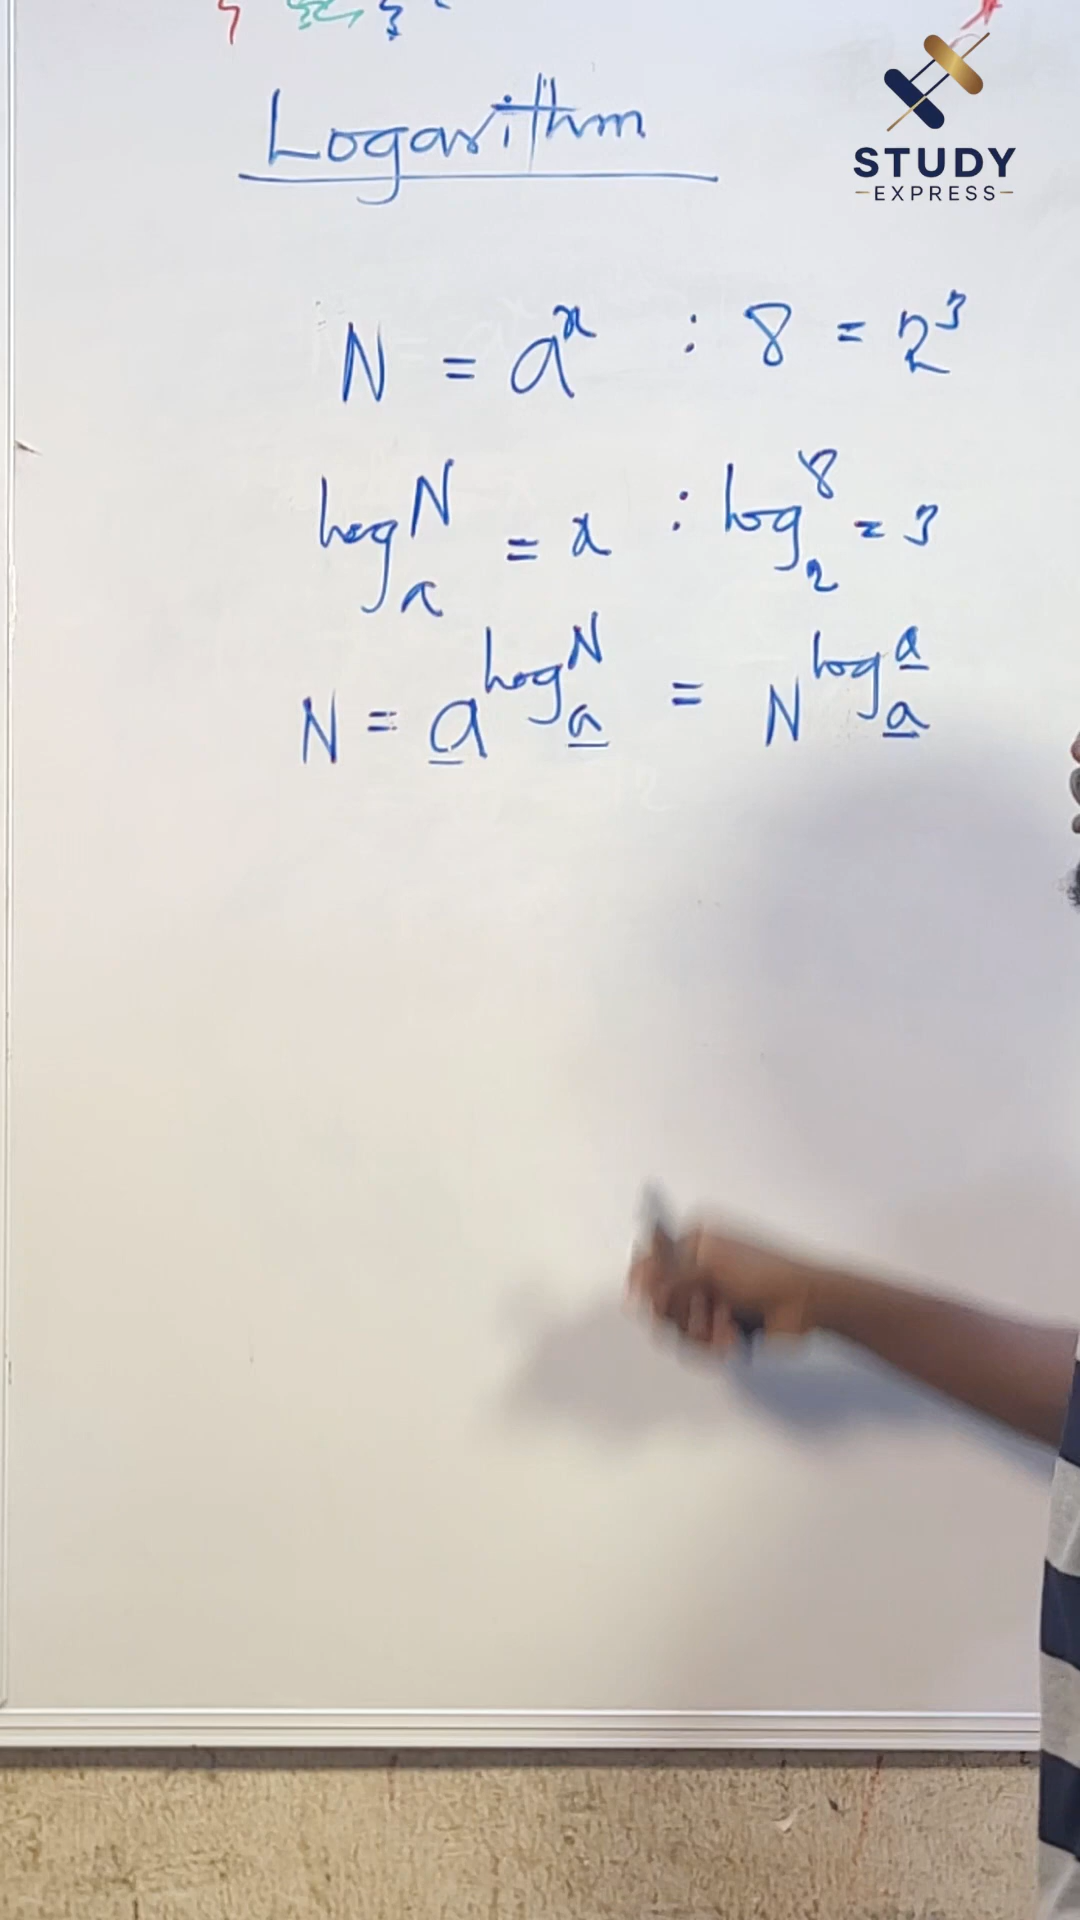 Logarithm
STUDY
EXPRESS
N = a^x : 8 = 2^3
log_a^N = x : log_2^8 = 3
N = a^(log_a^N) = N^(log_a^a)